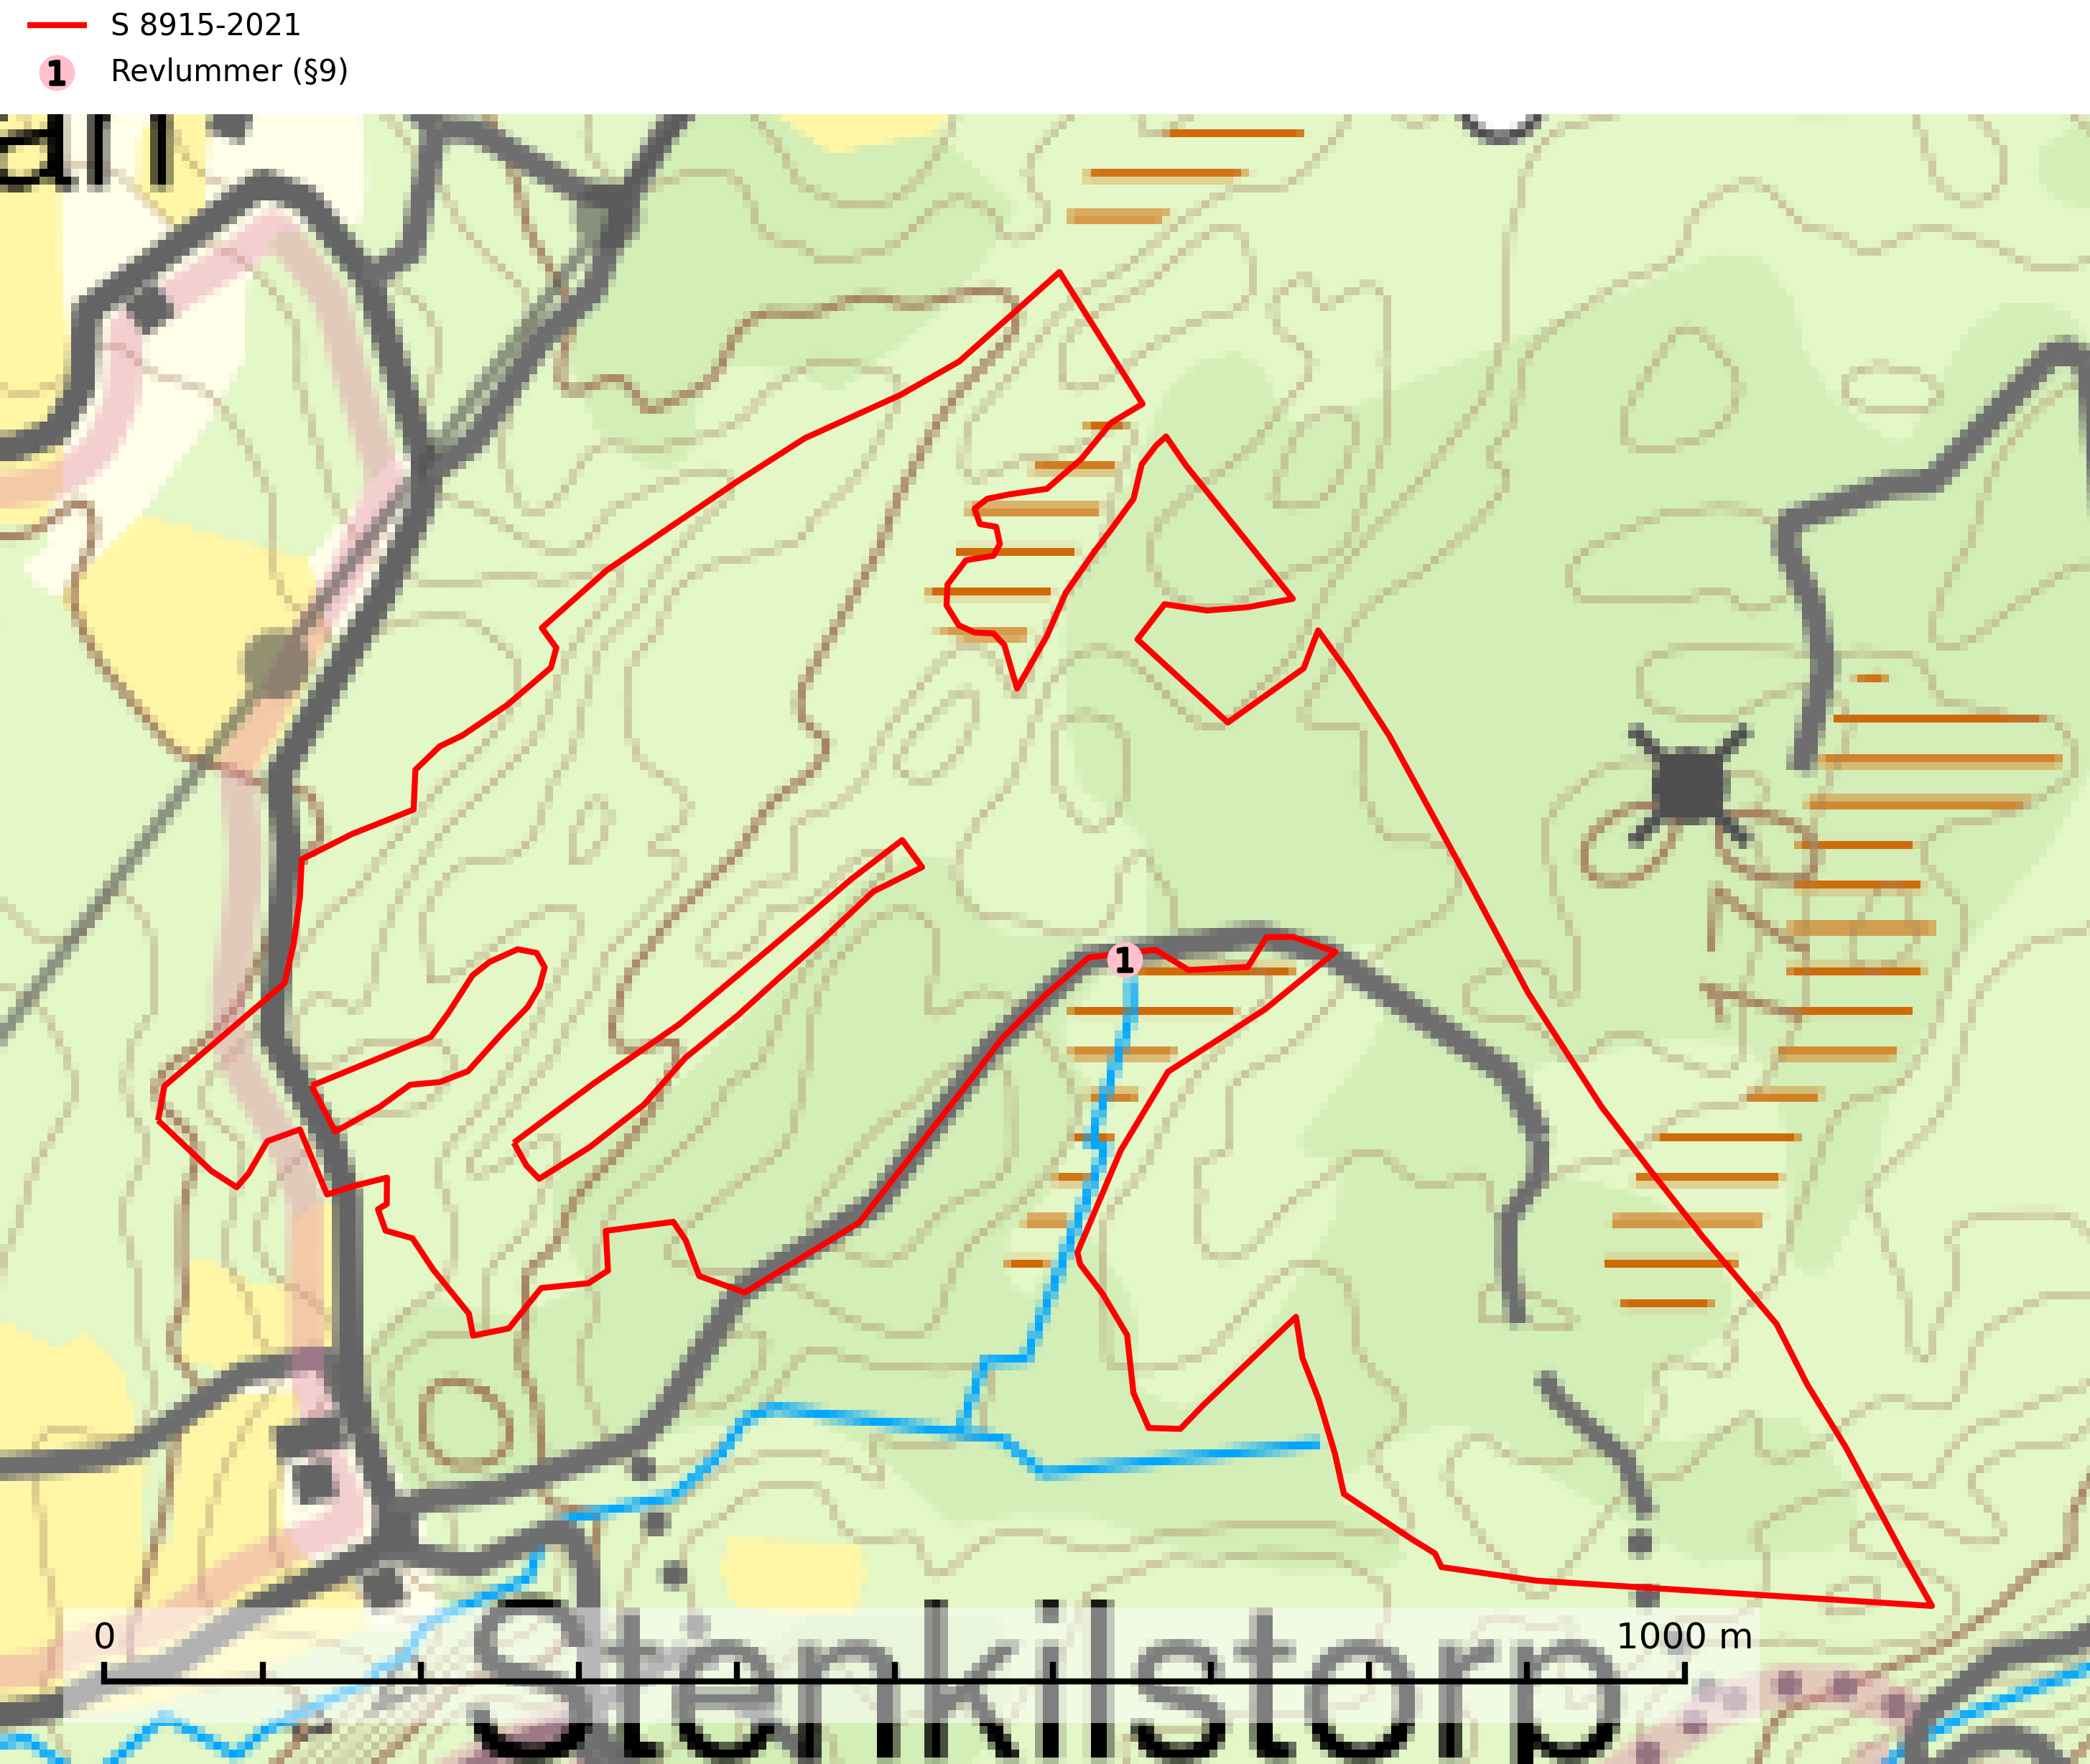 S 8915-2021
1 Revlummer (§9)
1
0 1000 m
Stenkilstorp